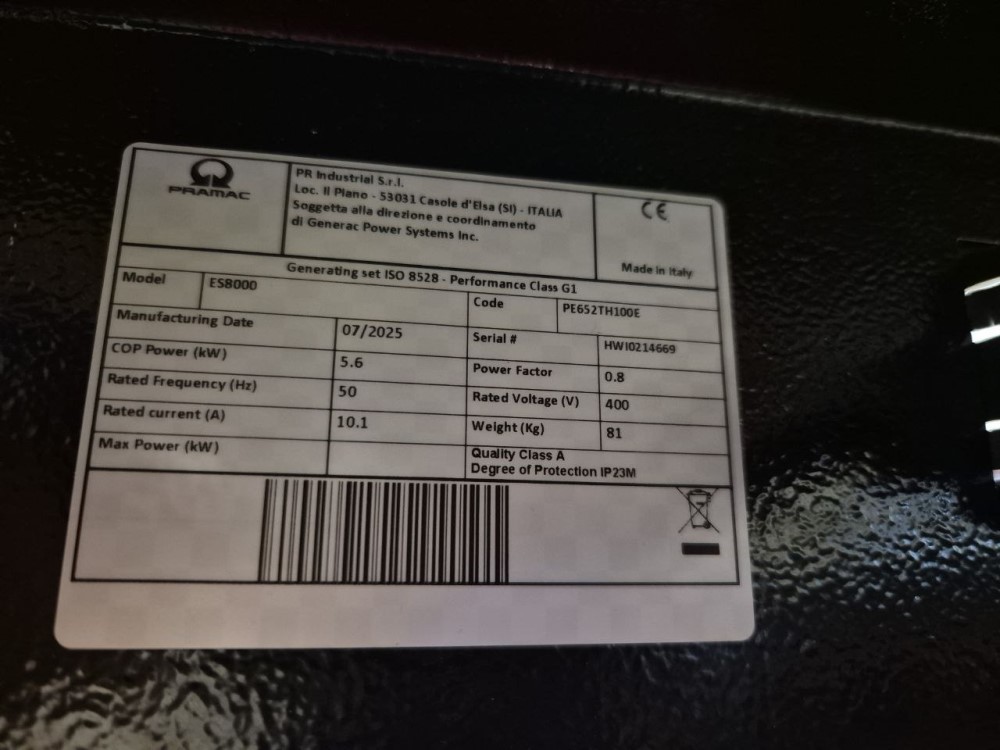 PRAMAC
PR Industrial S.r.l.
Loc. Il Piano - 53031 Casole d'Elsa (SI) - ITALIA
Soggetta alla direzione e coordinamento
di Generac Power Systems Inc.
CE
Made in Italy
Generating set ISO 8528 - Performance Class G1
Model ES8000
Code PE652TH100E
Manufacturing Date 07/2025
Serial # HWI0214669
COP Power (kW) 5.6
Power Factor 0.8
Rated Frequency (Hz) 50
Rated Voltage (V) 400
Rated current (A) 10.1
Weight (Kg) 81
Max Power (kW)
Quality Class A
Degree of Protection IP23M